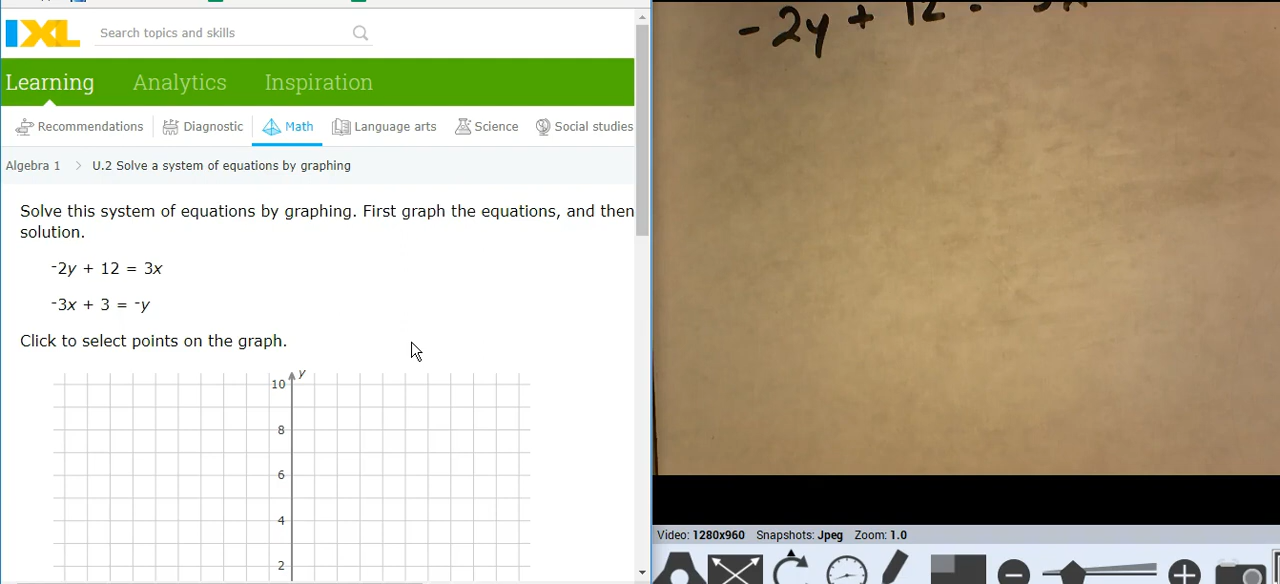 IXL Search topics and skills
Learning Analytics Inspiration
Recommendations Diagnostic Math Language arts Science Social studies
Algebra 1 > U.2 Solve a system of equations by graphing
Solve this system of equations by graphing. First graph the equations, and then
solution.
-2y + 12 = 3x
-3x + 3 = -y
Click to select points on the graph.
y
10
8
6
4
2
-2y + 12 =
Video: 1280x960 Snapshots: Jpeg Zoom: 1.0